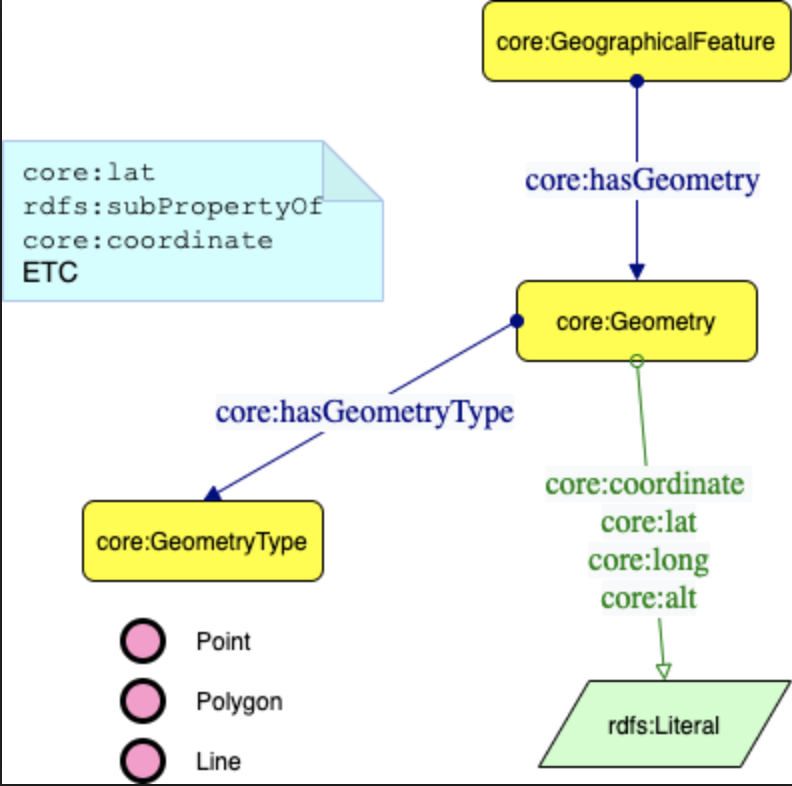 core:GeographicalFeature
core:lat
rdfs:subPropertyOf
core:coordinate
ETC
core:hasGeometry
core:Geometry
core:hasGeometryType
core:coordinate
core:lat
core:long
core:alt
core:GeometryType
Point
Polygon
Line
rdfs:Literal